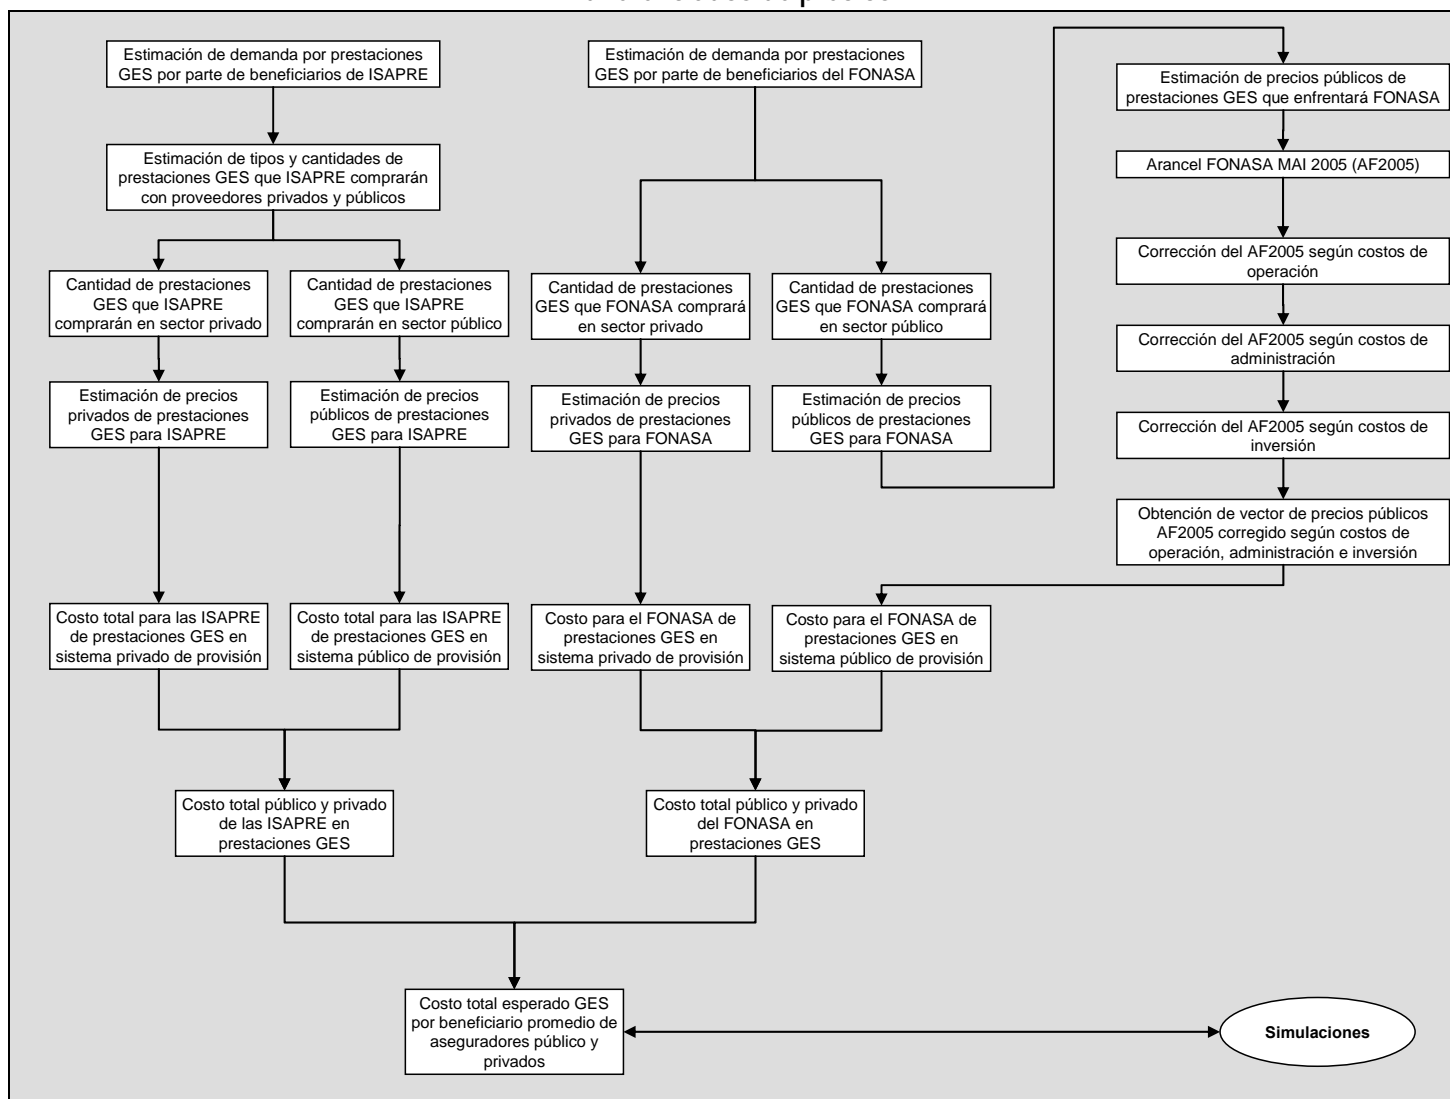 Estimación de demanda por prestaciones
GES por parte de beneficiarios de ISAPRE
Estimación de demanda por prestaciones
GES por parte de beneficiarios del FONASA
Estimación de precios públicos de
prestaciones GES que enfrentará FONASA
Estimación de tipos y cantidades de
prestaciones GES que ISAPRE comprarán
con proveedores privados y públicos
Arancel FONASA MAI 2005 (AF2005)
Corrección del AF2005 según costos de
operación
Cantidad de prestaciones
GES que ISAPRE
comprarán en sector privado
Cantidad de prestaciones
GES que ISAPRE
comprarán en sector público
Cantidad de prestaciones
GES que FONASA comprará
en sector privado
Cantidad de prestaciones
GES que FONASA comprará
en sector público
Corrección del AF2005 según costos de
administración
Estimación de precios
privados de prestaciones
GES para ISAPRE
Estimación de precios
públicos de prestaciones
GES para ISAPRE
Estimación de precios
privados de prestaciones
GES para FONASA
Estimación de precios
públicos de prestaciones
GES para FONASA
Corrección del AF2005 según costos de
inversión
Obtención de vector de precios públicos
AF2005 corregido según costos de
operación, administración e inversión
Costo total para las ISAPRE
de prestaciones GES en
sistema privado de provisión
Costo total para las ISAPRE
de prestaciones GES en
sistema público de provisión
Costo para el FONASA de
prestaciones GES en
sistema privado de provisión
Costo para el FONASA de
prestaciones GES en
sistema público de provisión
Costo total público y privado
de las ISAPRE en
prestaciones GES
Costo total público y privado
del FONASA en
prestaciones GES
Costo total esperado GES
por beneficiario promedio de
aseguradores público y
privados
Simulaciones